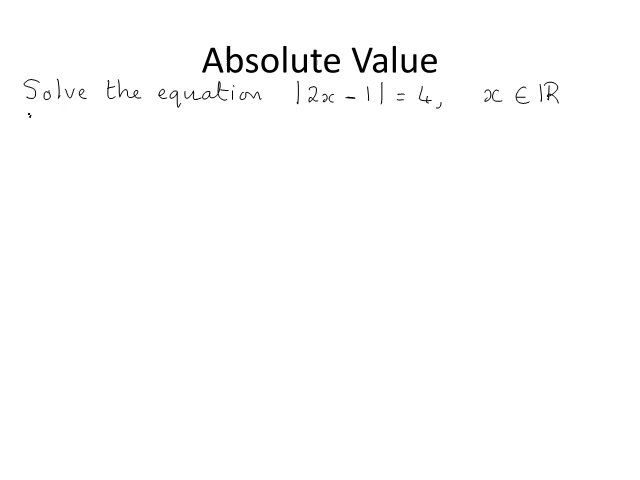 Absolute Value
Solve the equation |2x - 1| = 4, x ∈ ℝ